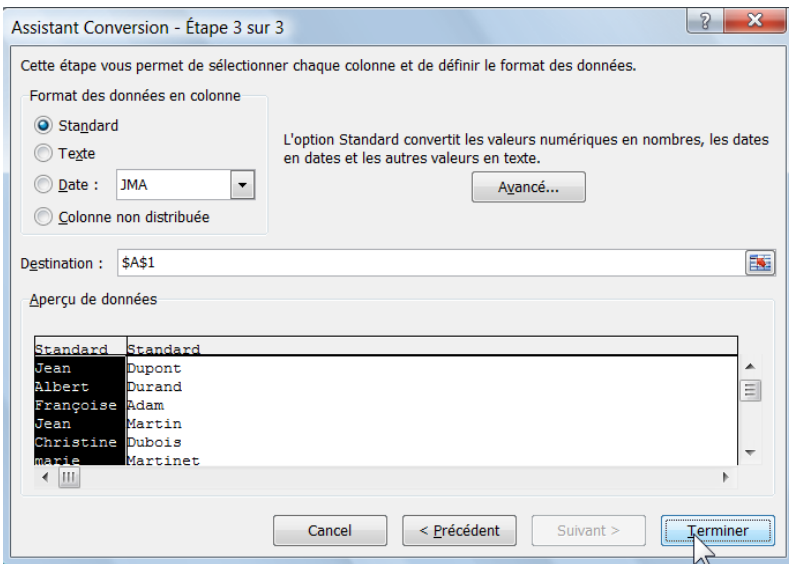 Assistant Conversion - Étape 3 sur 3
Cette étape vous permet de sélectionner chaque colonne et de définir le format des données.
Format des données en colonne
Standard
Texte
Date : JMA
Colonne non distribuée
L'option Standard convertit les valeurs numériques en nombres, les dates
en dates et les autres valeurs en texte.
Avancé...
Destination : $A$1
Aperçu de données
Standard Standard
Jean Dupont
Albert Durand
Françoise Adam
Jean Martin
Christine Dubois
marie Martinet
Cancel < Précédent Suivant > Terminer